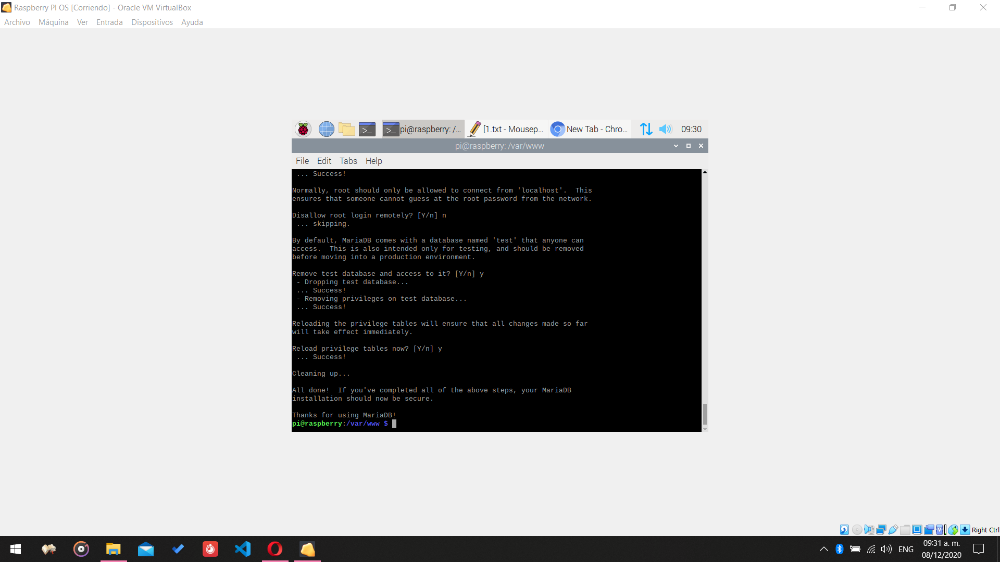 Raspberry PI OS [Corriendo] - Oracle VM VirtualBox
Archivo Máquina Ver Entrada Dispositivos Ayuda
pi@raspberry: /... [1.txt - Mousep... New Tab - Chro... 09:30
pi@raspberry: /var/www
File Edit Tabs Help
... Success!
Normally, root should only be allowed to connect from 'localhost'.  This
ensures that someone cannot guess at the root password from the network.
Disallow root login remotely? [Y/n] n
... skipping.
By default, MariaDB comes with a database named 'test' that anyone can
access.  This is also intended only for testing, and should be removed
before moving into a production environment.
Remove test database and access to it? [Y/n] y
- Dropping test database...
... Success!
- Removing privileges on test database...
... Success!
Reloading the privilege tables will ensure that all changes made so far
will take effect immediately.
Reload privilege tables now? [Y/n] y
... Success!
Cleaning up...
All done!  If you've completed all of the above steps, your MariaDB
installation should now be secure.
Thanks for using MariaDB!
pi@raspberry:/var/www $
Right Ctrl
ENG 09:31 a. m.
08/12/2020